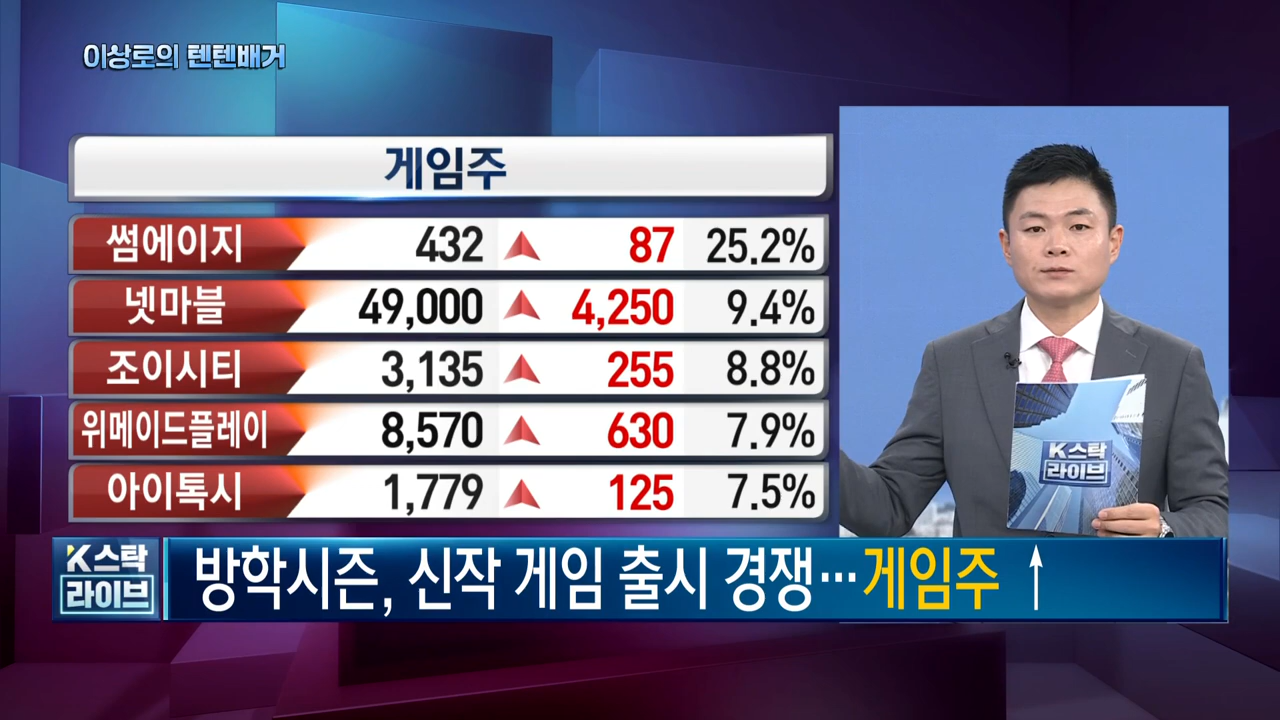 이상로의 텐텐배거
게임주
썸에이지 432 ▲ 87 25.2%
넷마블 49,000 ▲ 4,250 9.4%
조이시티 3,135 ▲ 255 8.8%
위메이드플레이 8,570 ▲ 630 7.9%
아이톡시 1,779 ▲ 125 7.5%
K스탁
라이브
K스탁
라이브
방학시즌, 신작 게임 출시 경쟁…게임주 ↑